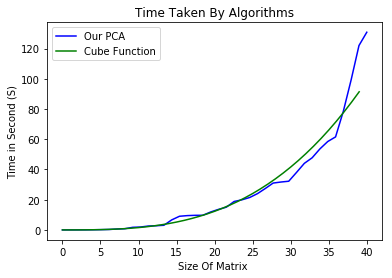 Time Taken By Algorithms
Our PCA
Cube Function
Time in Second (S)
120
100
80
60
40
20
0
0 5 10 15 20 25 30 35 40
Size Of Matrix